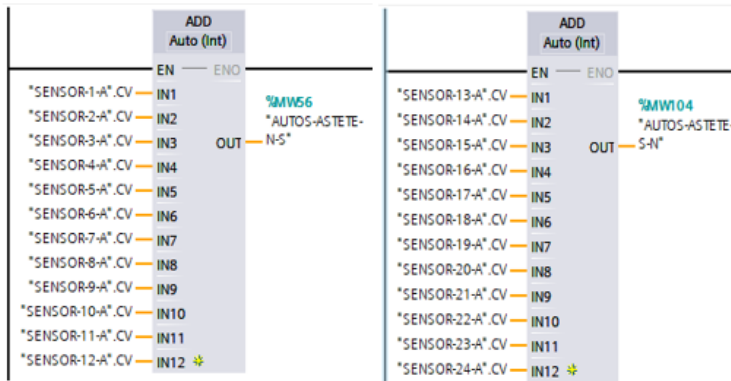 ADD
Auto (Int)
EN ENO
"SENSOR-1-A".CV IN1
"SENSOR-2-A".CV IN2
"SENSOR-3-A".CV IN3
"SENSOR-4-A".CV IN4
"SENSOR-5-A".CV IN5
"SENSOR-6-A".CV IN6
"SENSOR-7-A".CV IN7
"SENSOR-8-A".CV IN8
"SENSOR-9-A".CV IN9
"SENSOR-10-A".CV IN10
"SENSOR-11-A".CV IN11
"SENSOR-12-A".CV IN12
OUT
%MW56
"AUTOS-ASTETE-
N-S"
ADD
Auto (Int)
EN ENO
"SENSOR-13-A".CV IN1
"SENSOR-14-A".CV IN2
"SENSOR-15-A".CV IN3
"SENSOR-16-A".CV IN4
"SENSOR-17-A".CV IN5
"SENSOR-18-A".CV IN6
"SENSOR-19-A".CV IN7
"SENSOR-20-A".CV IN8
"SENSOR-21-A".CV IN9
"SENSOR-22-A".CV IN10
"SENSOR-23-A".CV IN11
"SENSOR-24-A".CV IN12
OUT
%MW104
"AUTOS-ASTETE-
S-N"